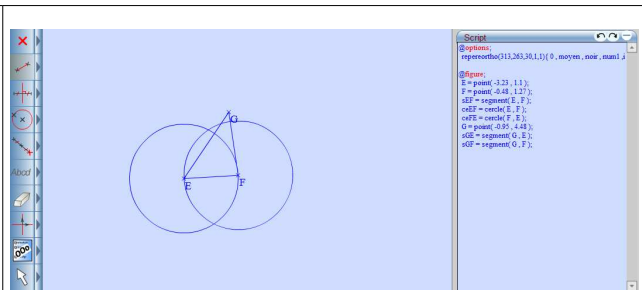 Script
@options;
repereortho(313,263,30,1,1){ 0 , moyen , noir , num1 ,i
@figure;
E = point( -3.23 , 1.1 );
F = point( -0.48 , 1.27 );
sEF = segment( E , F );
ceEF = cercle( E , F );
ceFE = cercle( F , E );
G = point( -0.95 , 4.48 );
sGE = segment( G , E );
sGF = segment( G , F );
G
E
F
Abcd